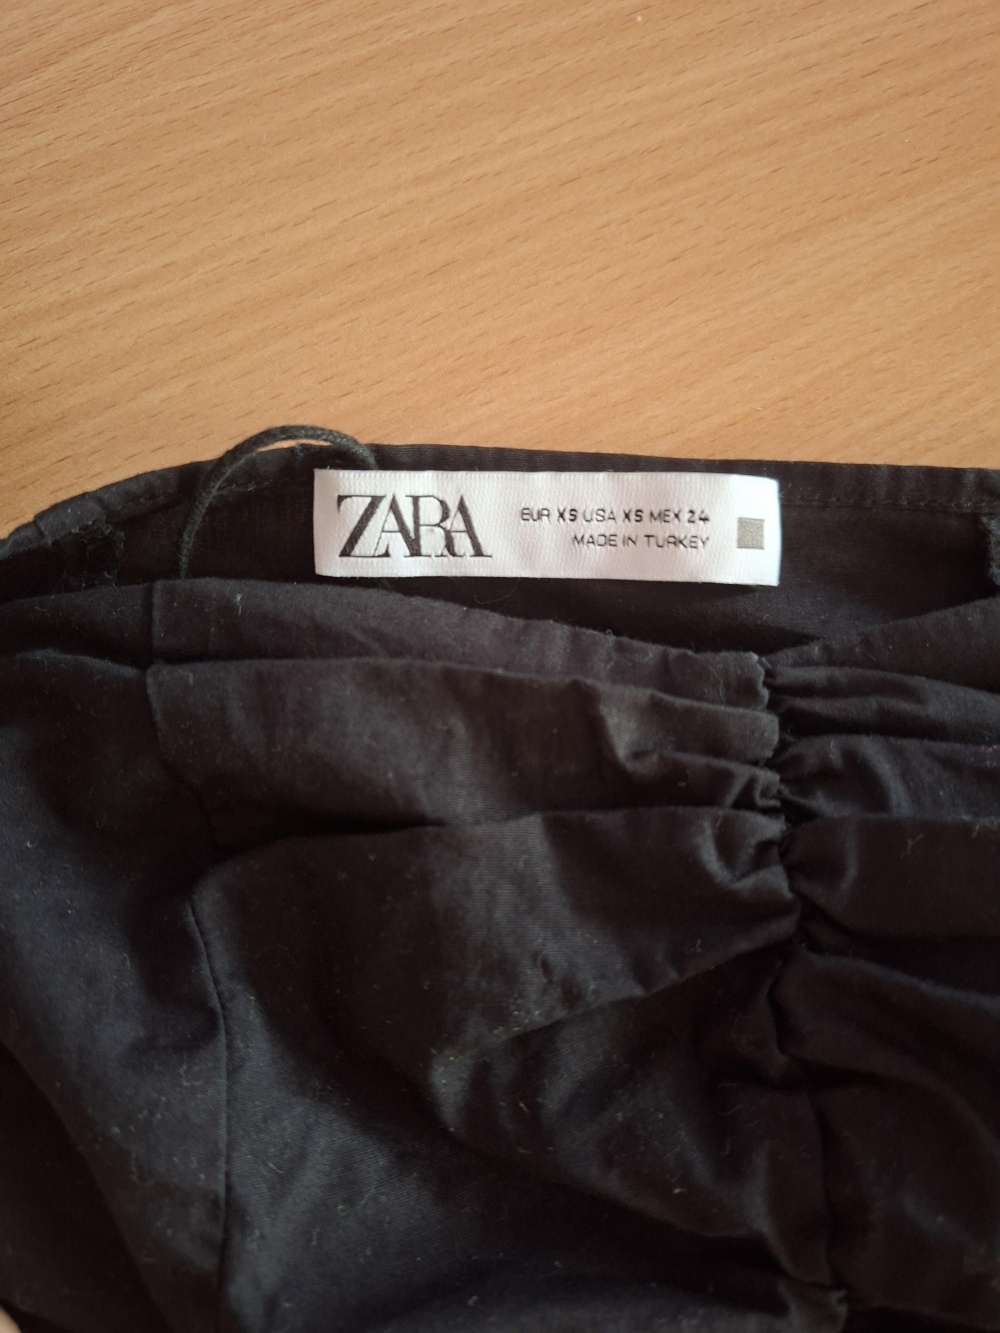 ZARA
EUR XS USA XS MEX 24
MADE IN TURKEY